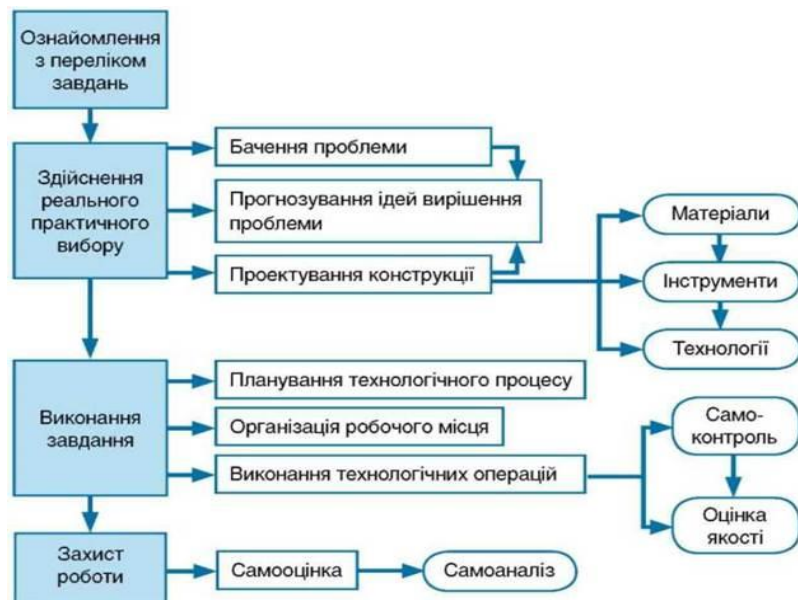 Ознайомлення
з переліком
завдань
Здійснення
реального
практичного
вибору
Бачення проблеми
Прогнозування ідей вирішення
проблеми
Проектування конструкції
Матеріали
Інструменти
Технології
Виконання
завдання
Планування технологічного процесу
Організація робочого місця
Виконання технологічних операцій
Само-
контроль
Оцінка
якості
Захист
роботи
Самооцінка
Самоаналіз